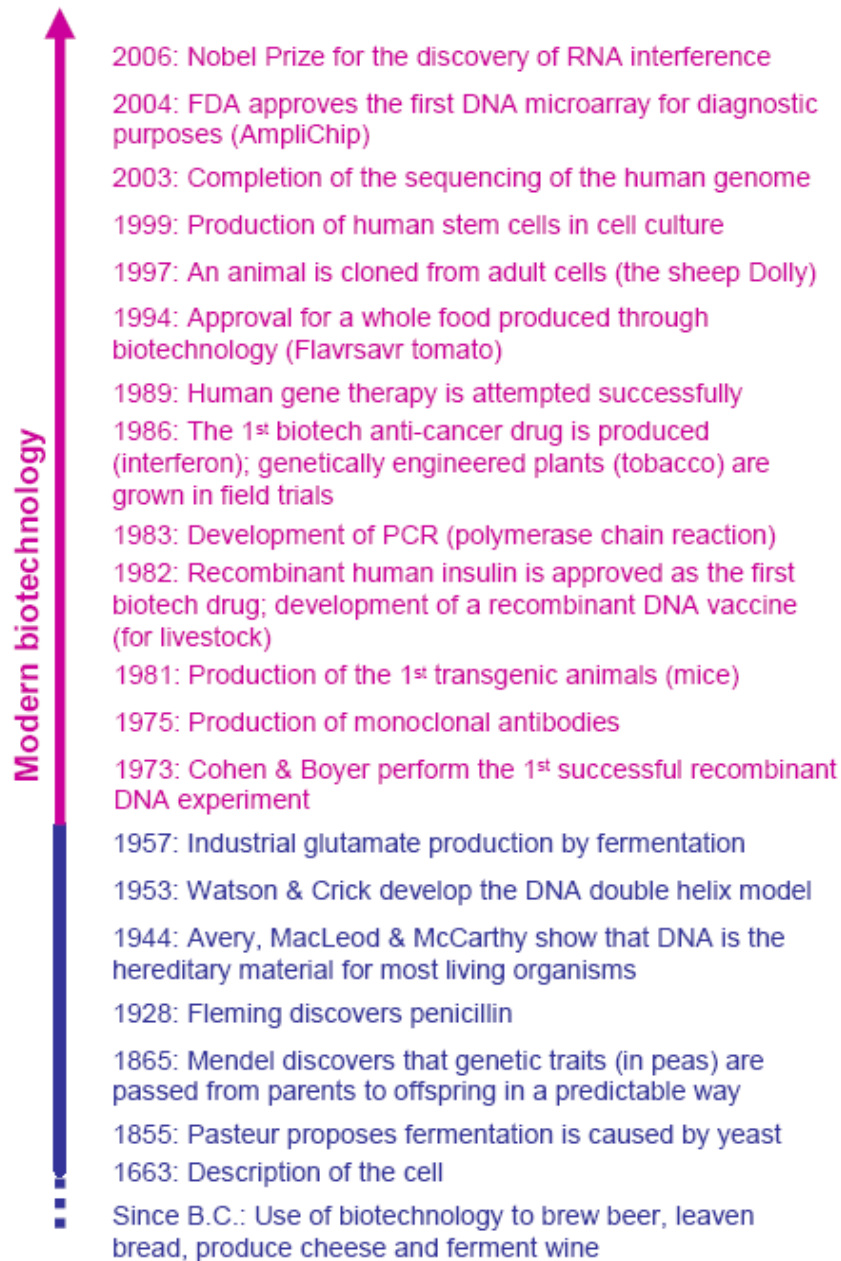 2006: Nobel Prize for the discovery of RNA interference
2004: FDA approves the first DNA microarray for diagnostic
purposes (AmpliChip)
2003: Completion of the sequencing of the human genome
1999: Production of human stem cells in cell culture
1997: An animal is cloned from adult cells (the sheep Dolly)
1994: Approval for a whole food produced through
biotechnology (Flavrsavr tomato)
1989: Human gene therapy is attempted successfully
1986: The 1st biotech anti-cancer drug is produced
(interferon); genetically engineered plants (tobacco) are
grown in field trials
1983: Development of PCR (polymerase chain reaction)
1982: Recombinant human insulin is approved as the first
biotech drug; development of a recombinant DNA vaccine
(for livestock)
1981: Production of the 1st transgenic animals (mice)
1975: Production of monoclonal antibodies
1973: Cohen & Boyer perform the 1st successful recombinant
DNA experiment
Modern biotechnology
1957: Industrial glutamate production by fermentation
1953: Watson & Crick develop the DNA double helix model
1944: Avery, MacLeod & McCarthy show that DNA is the
hereditary material for most living organisms
1928: Fleming discovers penicillin
1865: Mendel discovers that genetic traits (in peas) are
passed from parents to offspring in a predictable way
1855: Pasteur proposes fermentation is caused by yeast
1663: Description of the cell
Since B.C.: Use of biotechnology to brew beer, leaven
bread, produce cheese and ferment wine